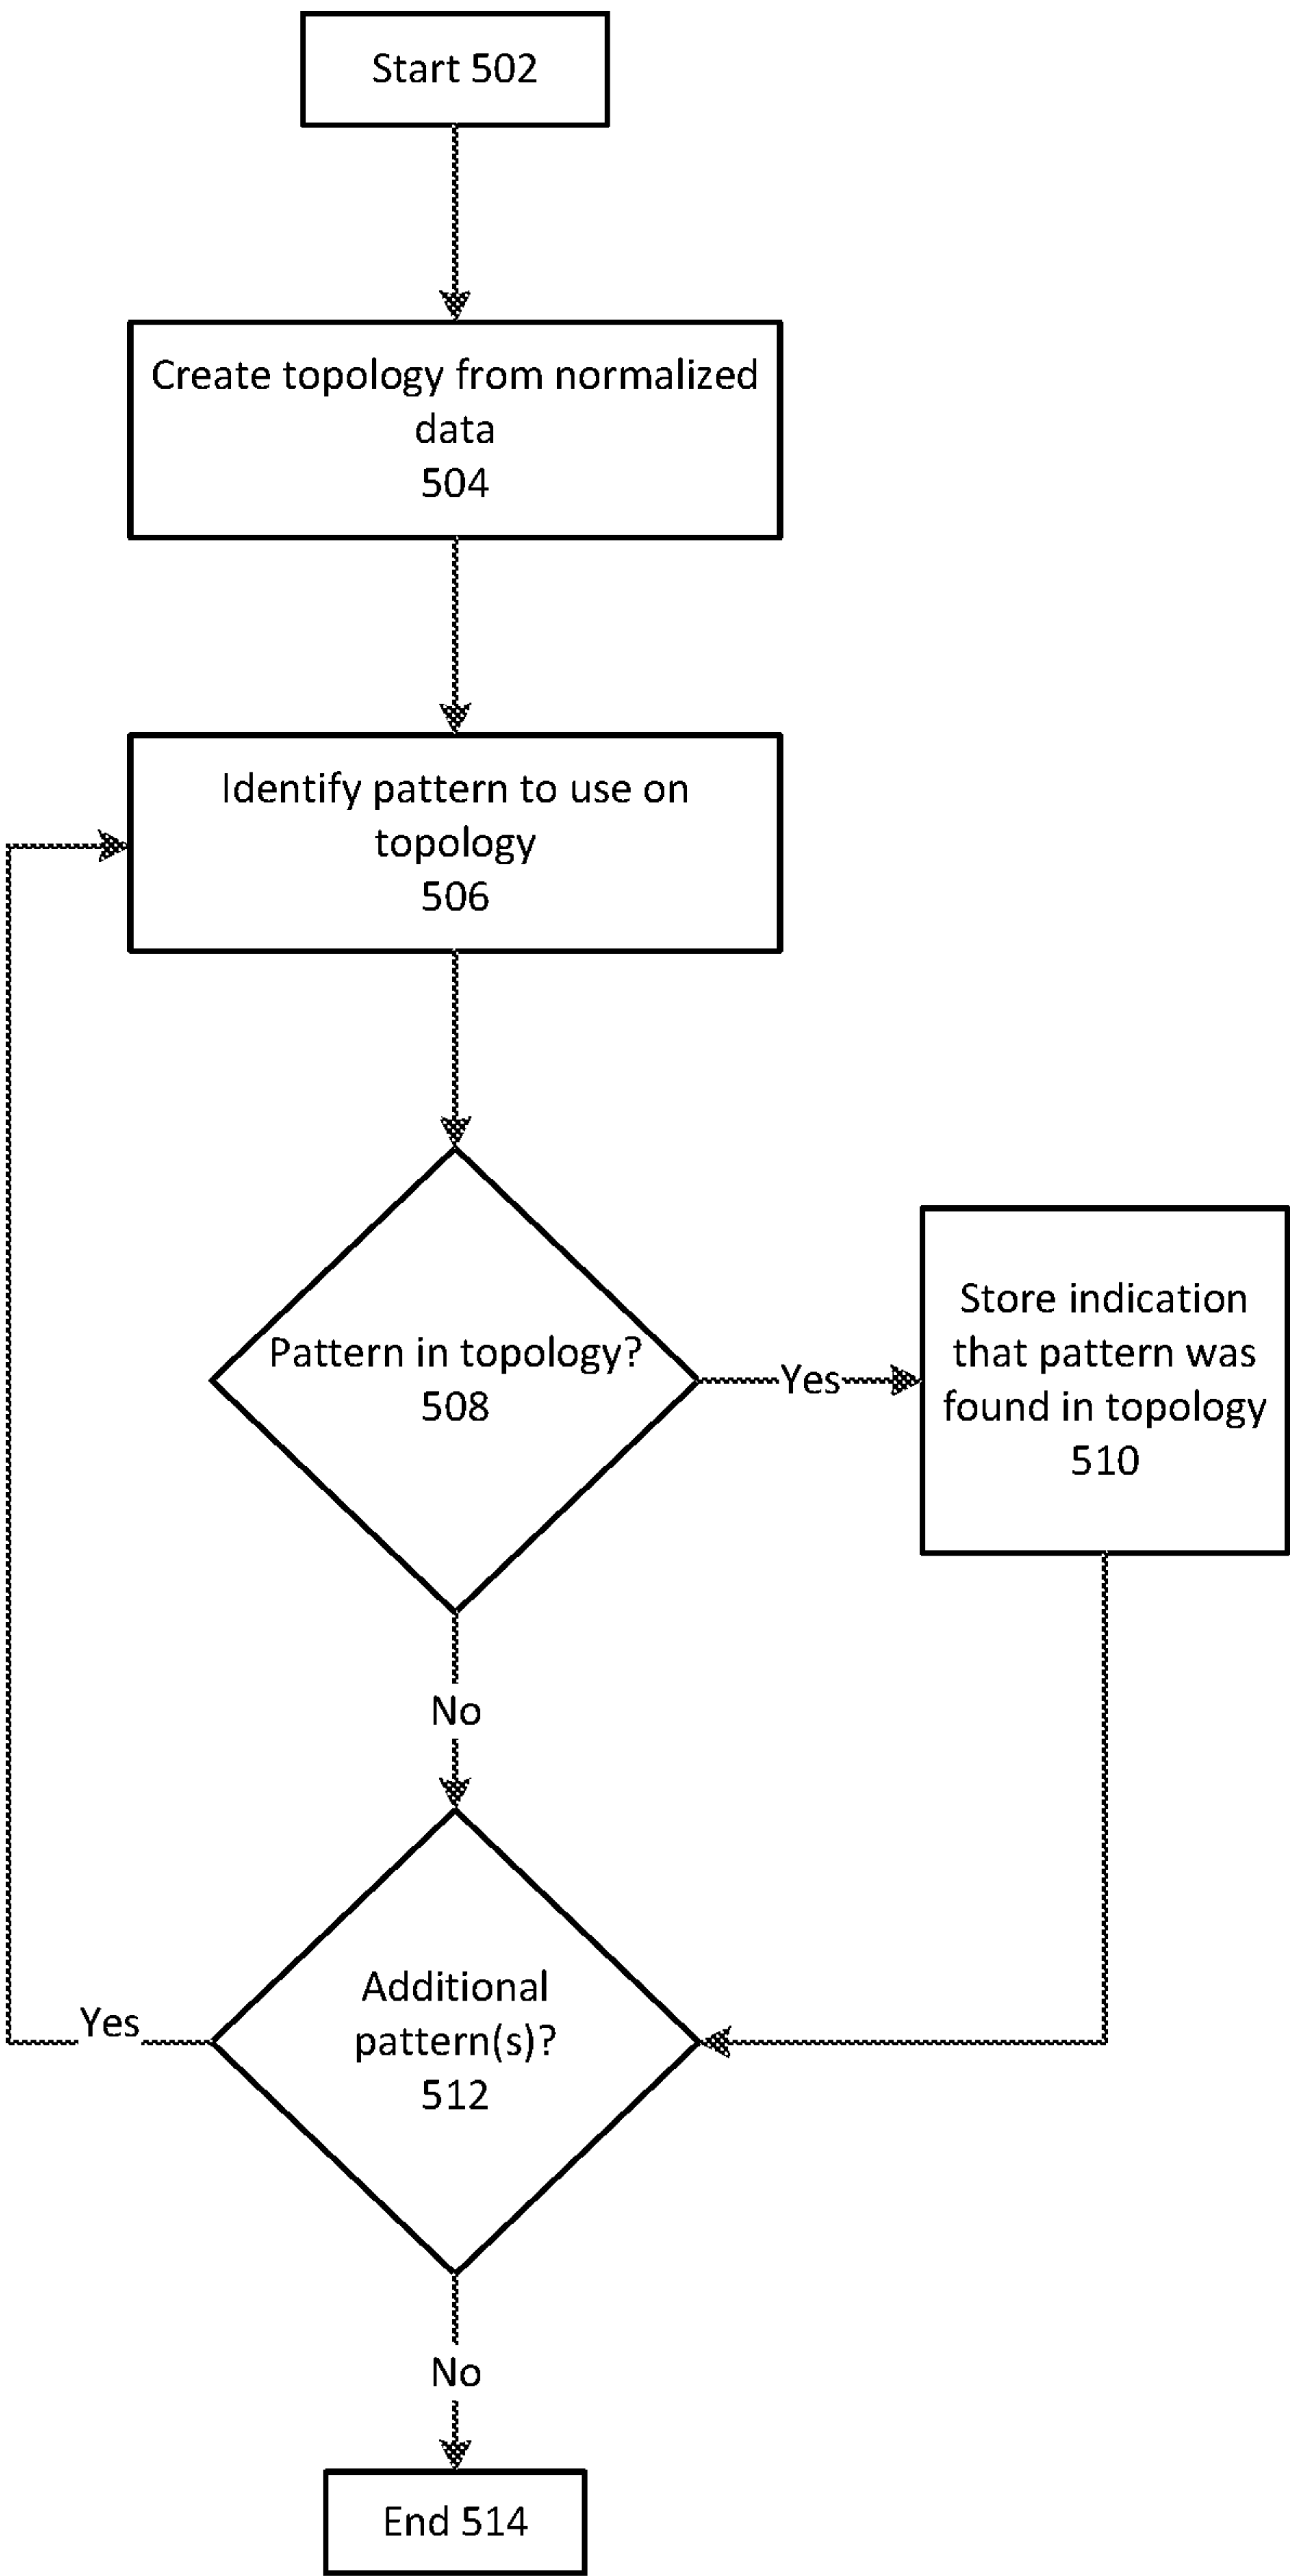 Start 502
Create topology from normalized
data
504
Identify pattern to use on
topology
506
Pattern in topology?
508
Yes
Store indication
that pattern was
found in topology
510
No
Additional
pattern(s)?
512
Yes
No
End 514